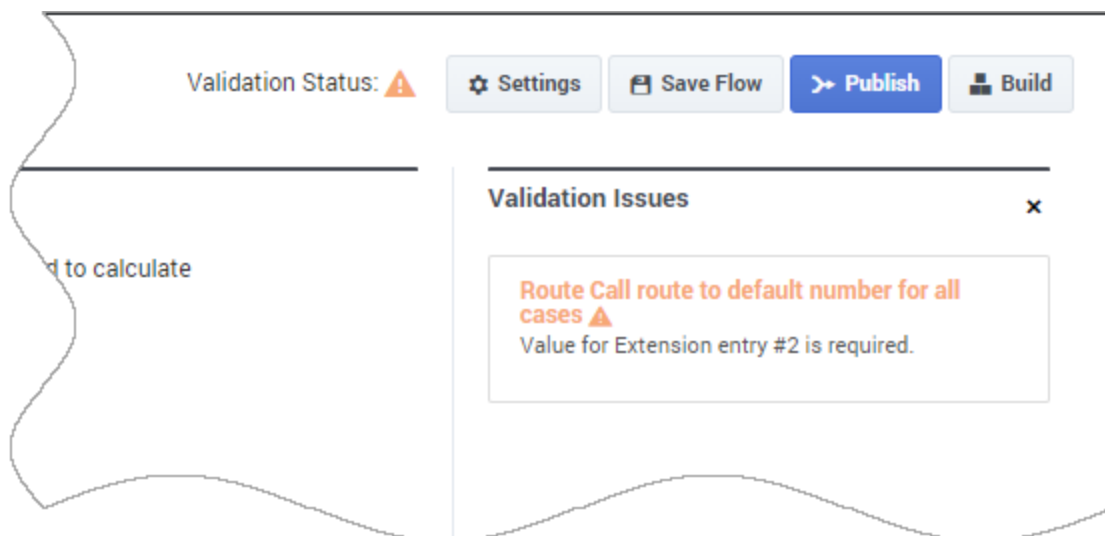 Validation Status:
Settings
Save Flow
Publish
Build
Validation Issues
to calculate
Route Call route to default number for all
cases
Value for Extension entry #2 is required.